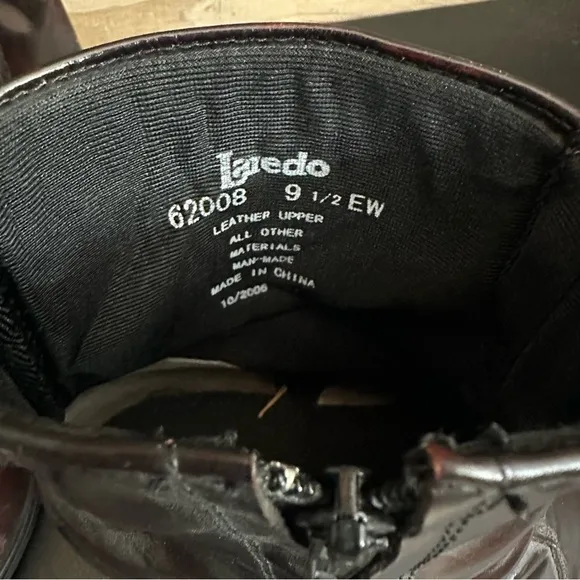 Laredo
62008 9 1/2 EW
LEATHER UPPER
ALL OTHER
MATERIALS
MAN-MADE
MADE IN CHINA
10/2006